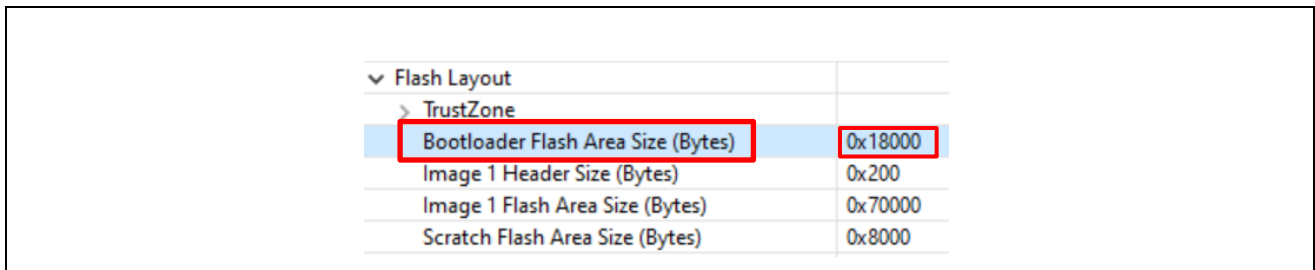 Flash Layout
TrustZone
Bootloader Flash Area Size (Bytes) 0x18000
Image 1 Header Size (Bytes) 0x200
Image 1 Flash Area Size (Bytes) 0x70000
Scratch Flash Area Size (Bytes) 0x8000